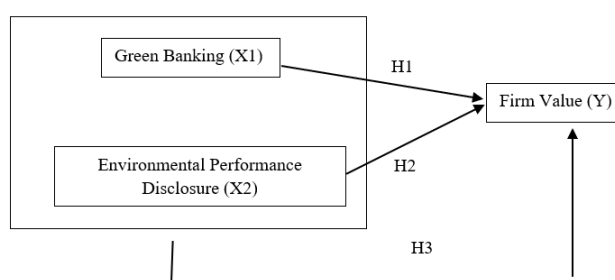 Green Banking (X1)
H1
Firm Value (Y)
Environmental Performance
Disclosure (X2)
H2
H3